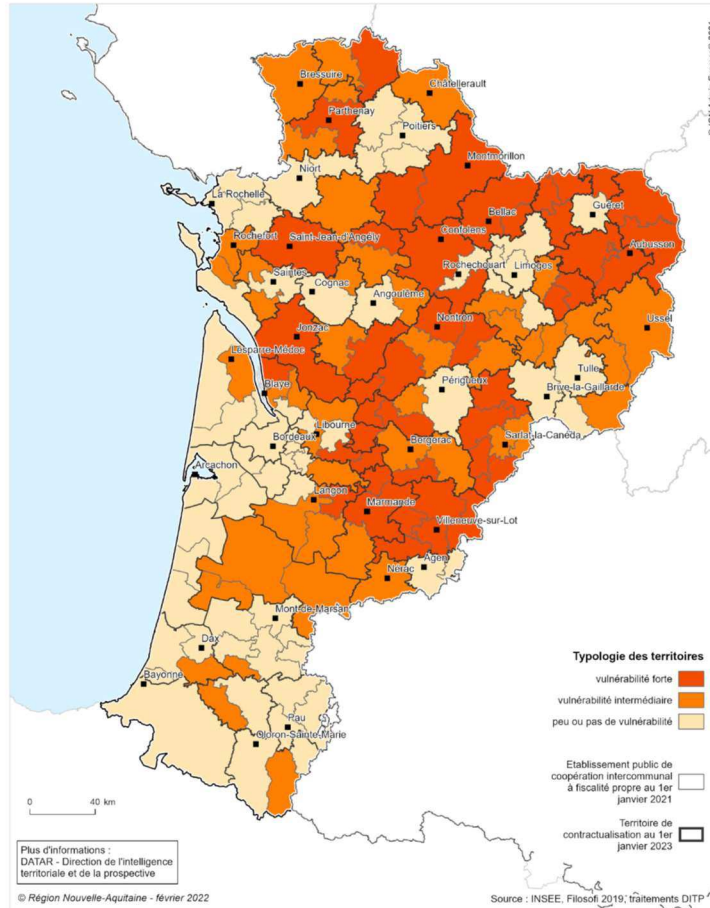 Bressuire
Châtellerault
Parthenay
Poitiers
Montmorillon
Niort
La Rochelle
Bellac
Guéret
Rochefort
Saint-Jean-d'Angély
Confolens
Aubusson
Saintes
Cognac
Rochechouart
Limoges
Angoulême
Jonzac
Nontron
Ussel
Lesparre-Médoc
Tulle
Blaye
Périgueux
Brive-la-Gaillarde
Libourne
Bordeaux
Bergerac
Sarlat-la-Canéda
Arcachon
Langon
Marmande
Villeneuve-sur-Lot
Agen
Nérac
Mont-de-Marsan
Dax
Bayonne
Pau
Oloron-Sainte-Marie
Typologie des territoires
vulnérabilité forte
vulnérabilité intermédiaire
peu ou pas de vulnérabilité
Etablissement public de
coopération intercommunal
à fiscalité propre au 1er
janvier 2021
Territoire de
contractualisation au 1er
janvier 2023
0 40 km
Plus d'informations :
DATAR - Direction de l'intelligence
territoriale et de la prospective
© Région Nouvelle-Aquitaine - février 2022
Source : INSEE, Filosofi 2019, traitements DITP